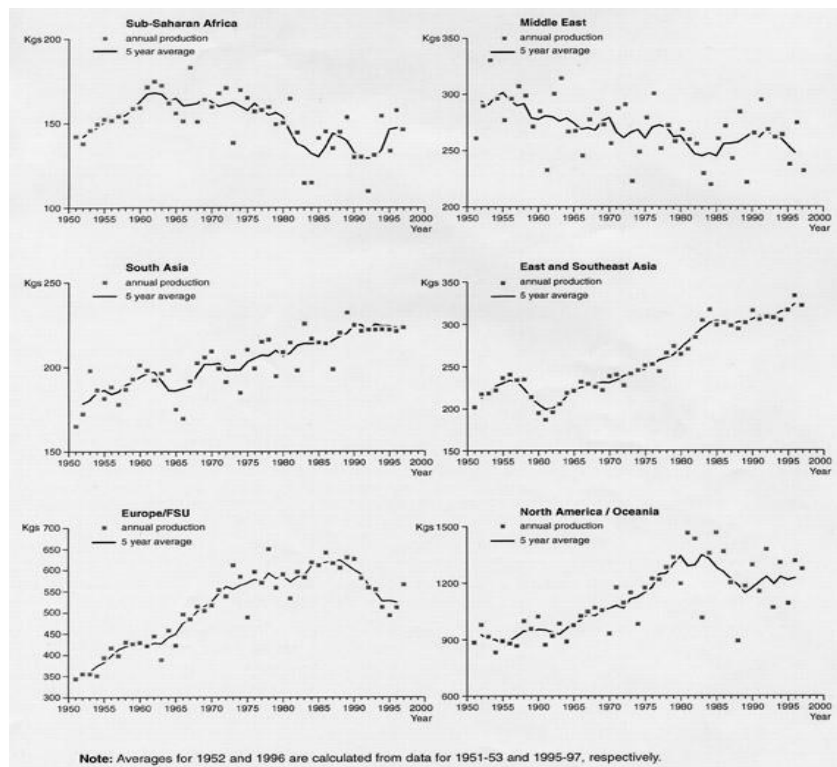 Sub-Saharan Africa
Kgs
annual production
5 year average
200
150
100
1950 1955 1960 1965 1970 1975 1980 1985 1990 1995 2000
Year
Middle East
Kgs
annual production
5 year average
350
300
250
200
1950 1955 1960 1965 1970 1975 1980 1985 1990 1995 2000
Year
South Asia
Kgs
annual production
5 year average
250
200
150
1950 1955 1960 1965 1970 1975 1980 1985 1990 1995 2000
Year
East and Southeast Asia
Kgs
annual production
5 year average
350
300
250
200
150
1950 1955 1960 1965 1970 1975 1980 1985 1990 1995 2000
Year
Europe/FSU
Kgs
annual production
5 year average
700
650
600
550
500
450
400
350
300
1950 1955 1960 1965 1970 1975 1980 1985 1990 1995 2000
Year
North America / Oceania
Kgs
annual production
5 year average
1500
1200
900
600
1950 1955 1960 1965 1970 1975 1980 1985 1990 1995 2000
Year
Note: Averages for 1952 and 1996 are calculated from data for 1951-53 and 1995-97, respectively.